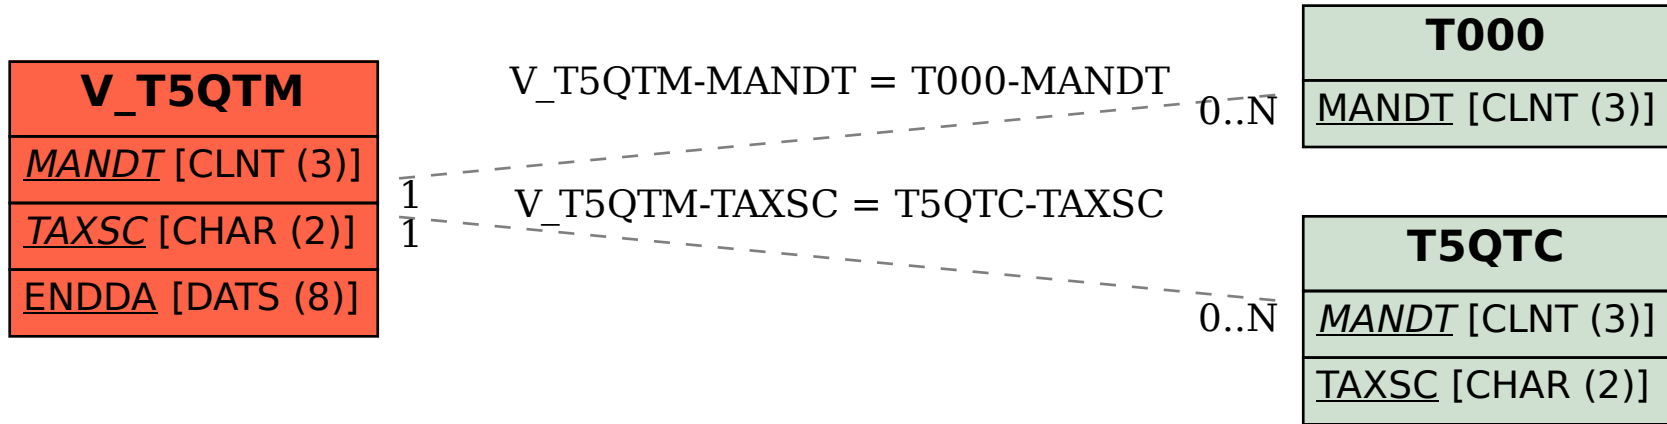 V_T5QTM
MANDT [CLNT (3)]
TAXSC [CHAR (2)]
ENDDA [DATS (8)]
V_T5QTM-MANDT = T000-MANDT
0..N
1
V_T5QTM-TAXSC = T5QTC-TAXSC
1
0..N
T000
MANDT [CLNT (3)]
T5QTC
MANDT [CLNT (3)]
TAXSC [CHAR (2)]